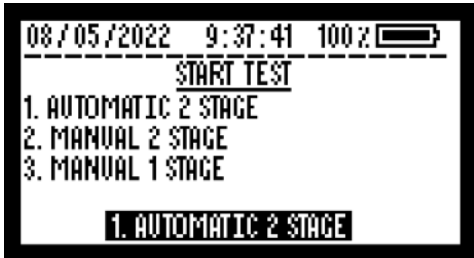 08/05/2022 9:37:41 100%
START TEST
1. AUTOMATIC 2 STAGE
2. MANUAL 2 STAGE
3. MANUAL 1 STAGE
1. AUTOMATIC 2 STAGE